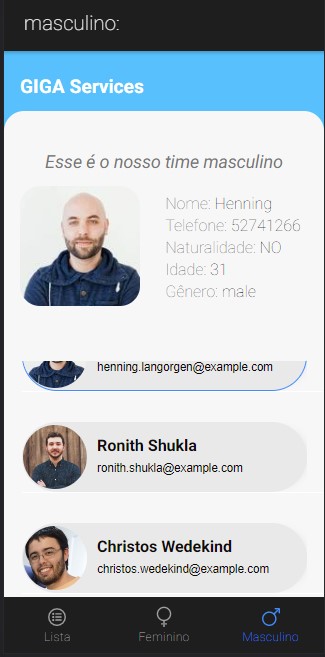 masculino:
GIGA Services
Esse é o nosso time masculino
Nome: Henning
Telefone: 52741266
Naturalidade: NO
Idade: 31
Gênero: male
henning.langorgen@example.com
Ronith Shukla
ronith.shukla@example.com
Christos Wedekind
christos.wedekind@example.com
Lista
Feminino
Masculino